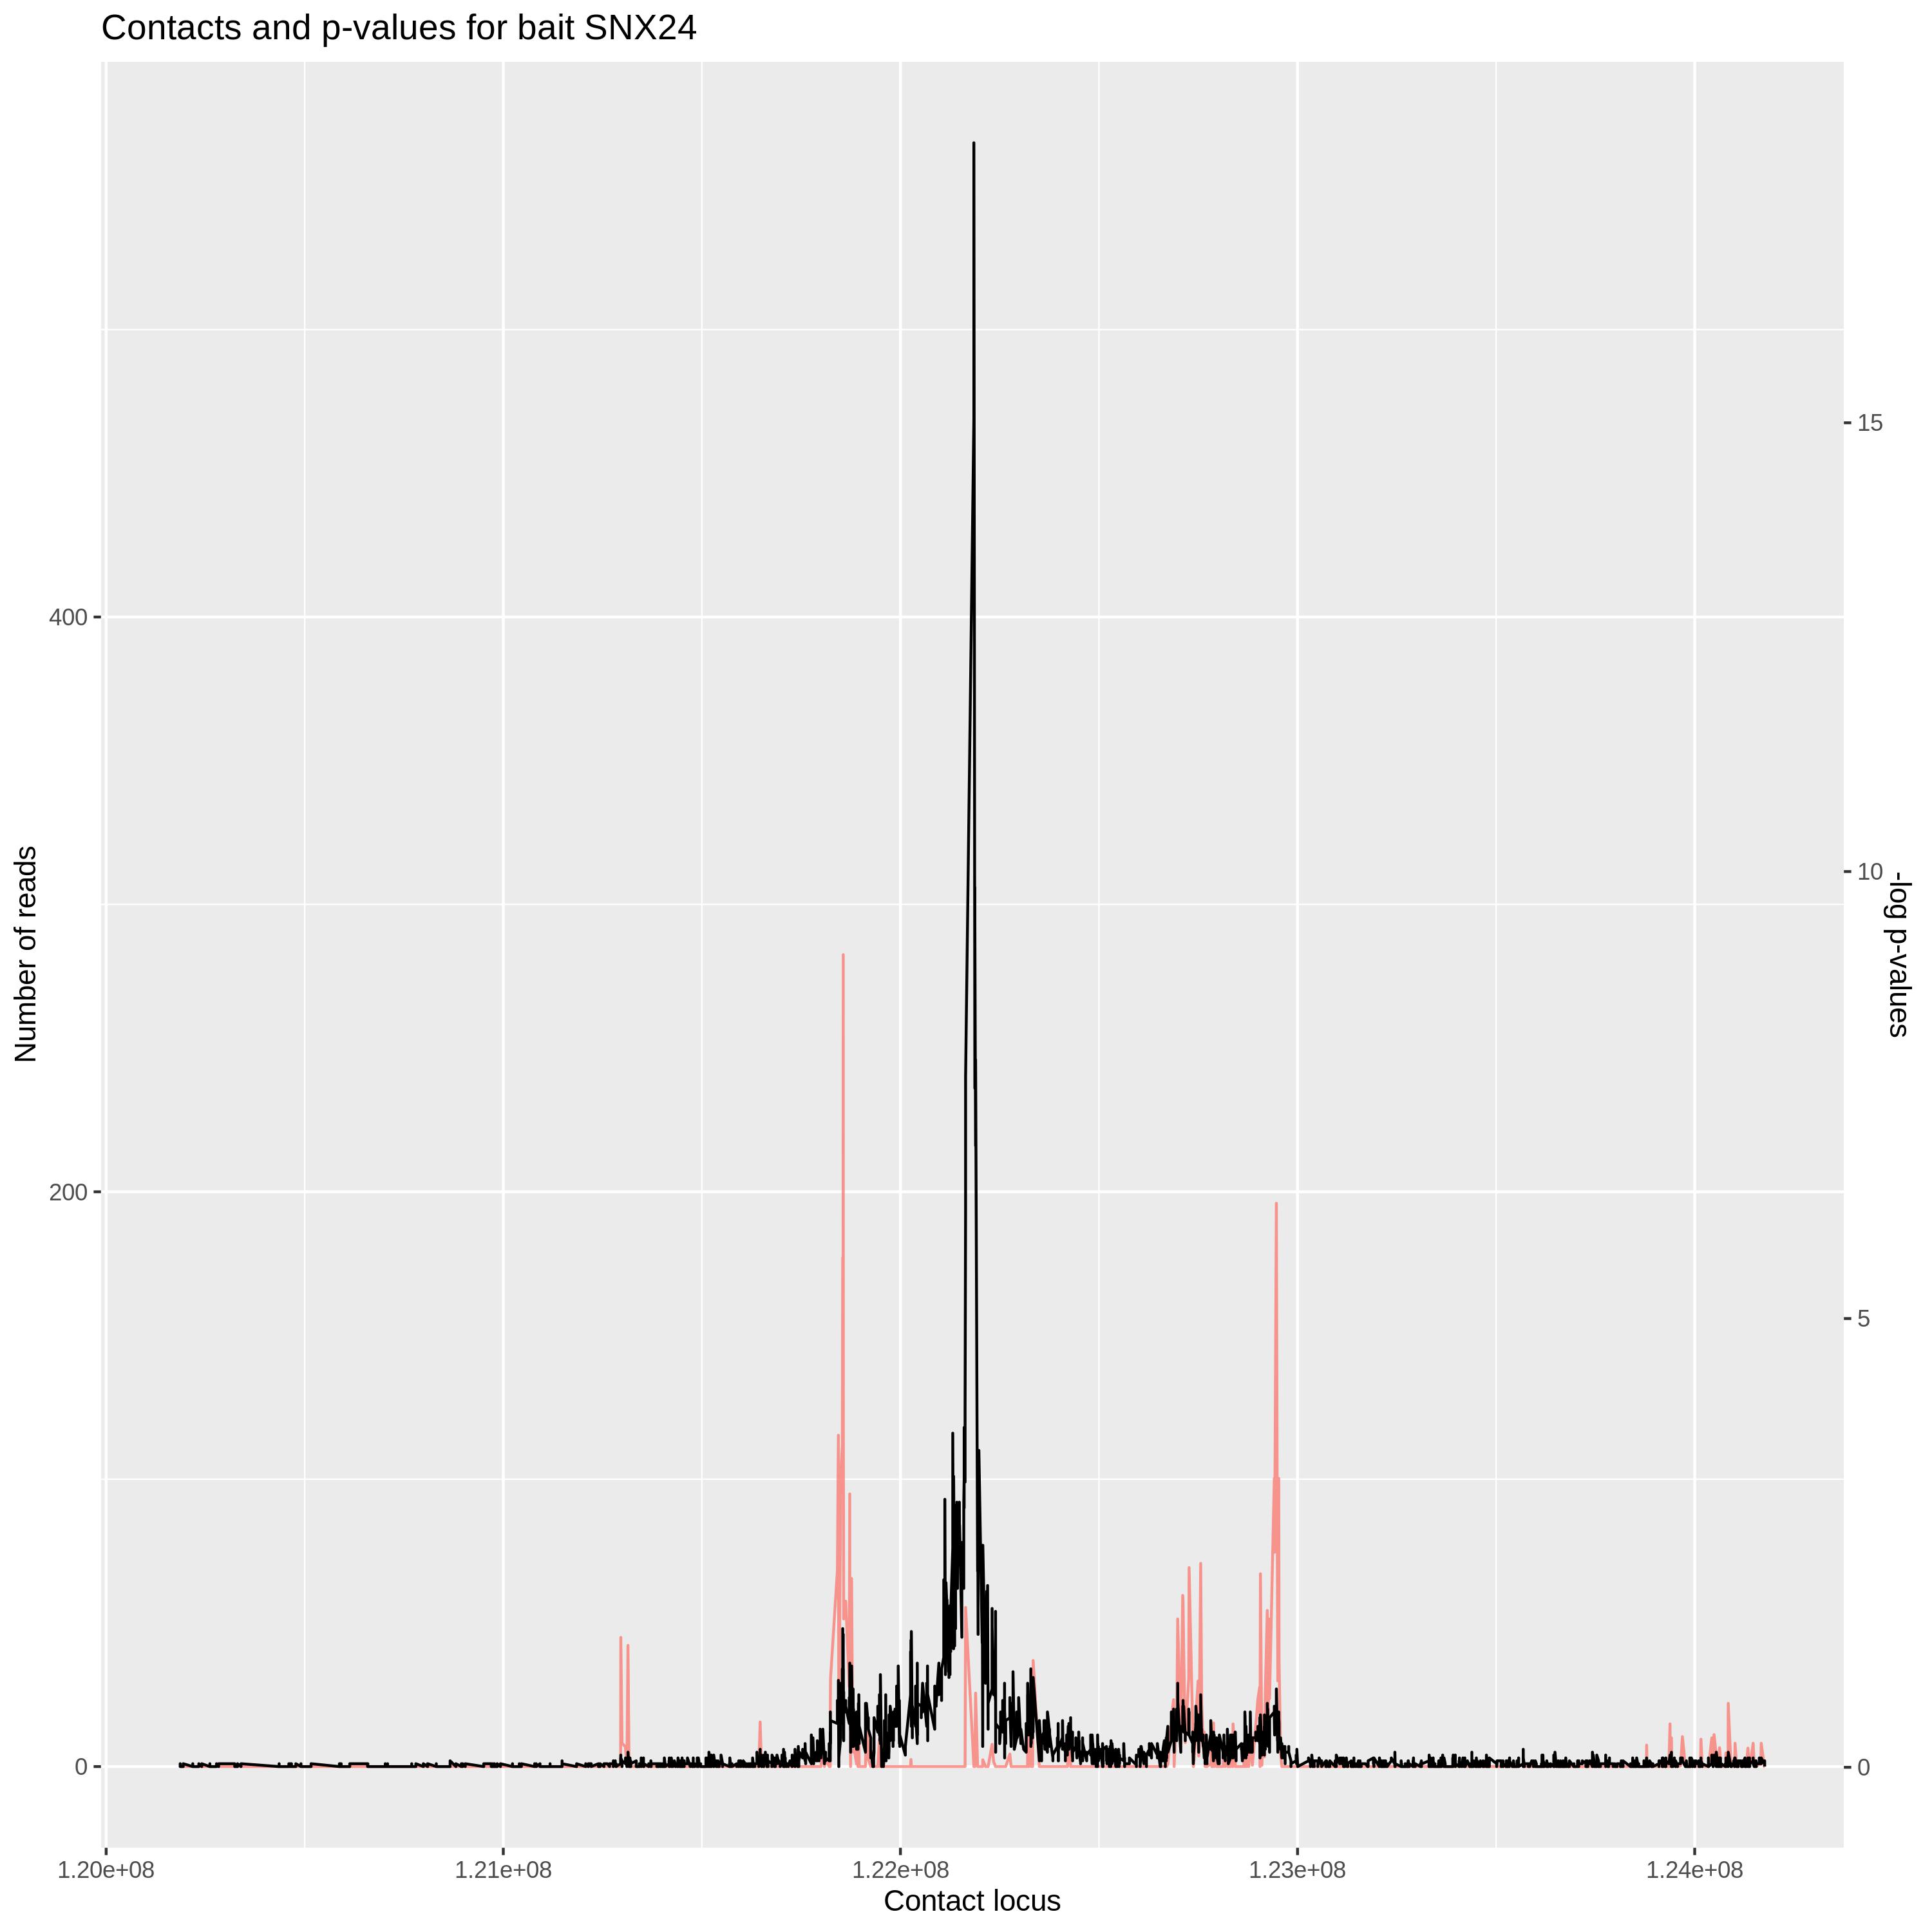 Contacts and p-values for bait SNX24
Number of reads
400
200
0
15
10
5
0
-log p-values
1.20e+08
1.21e+08
1.22e+08
1.23e+08
1.24e+08
Contact locus